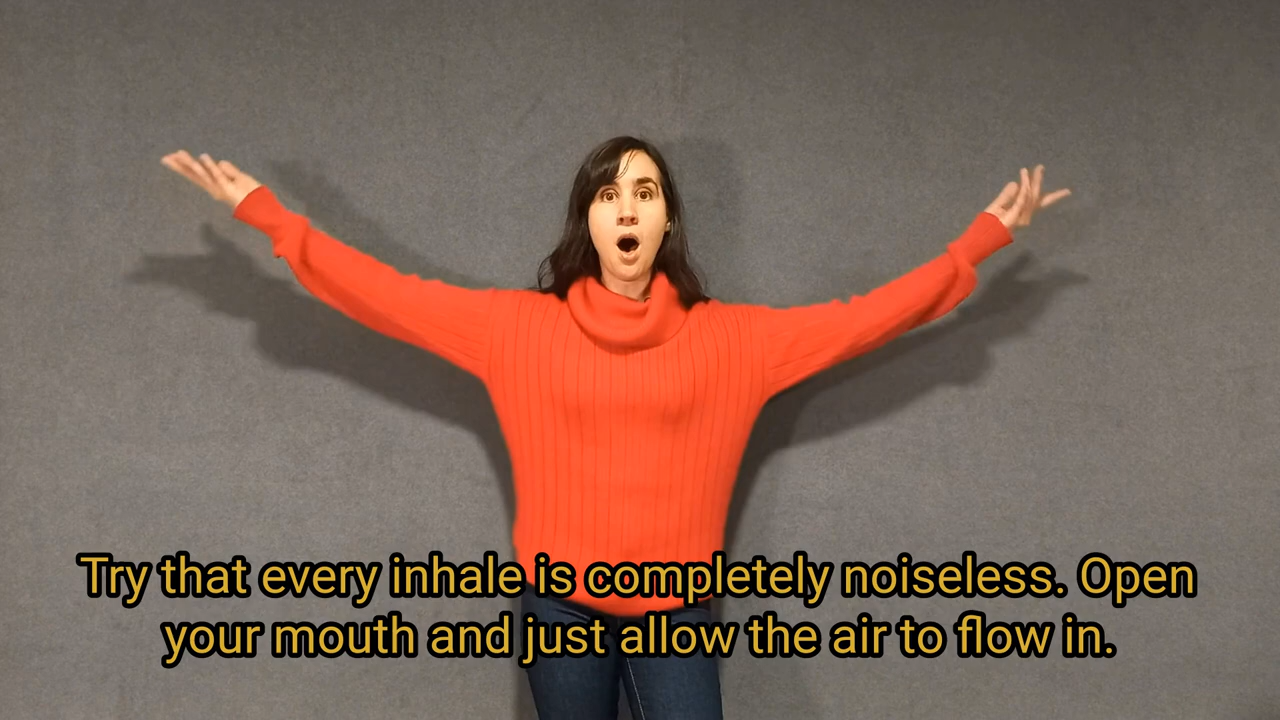 Try that every inhale is completely noiseless. Open
your mouth and just allow the air to flow in.